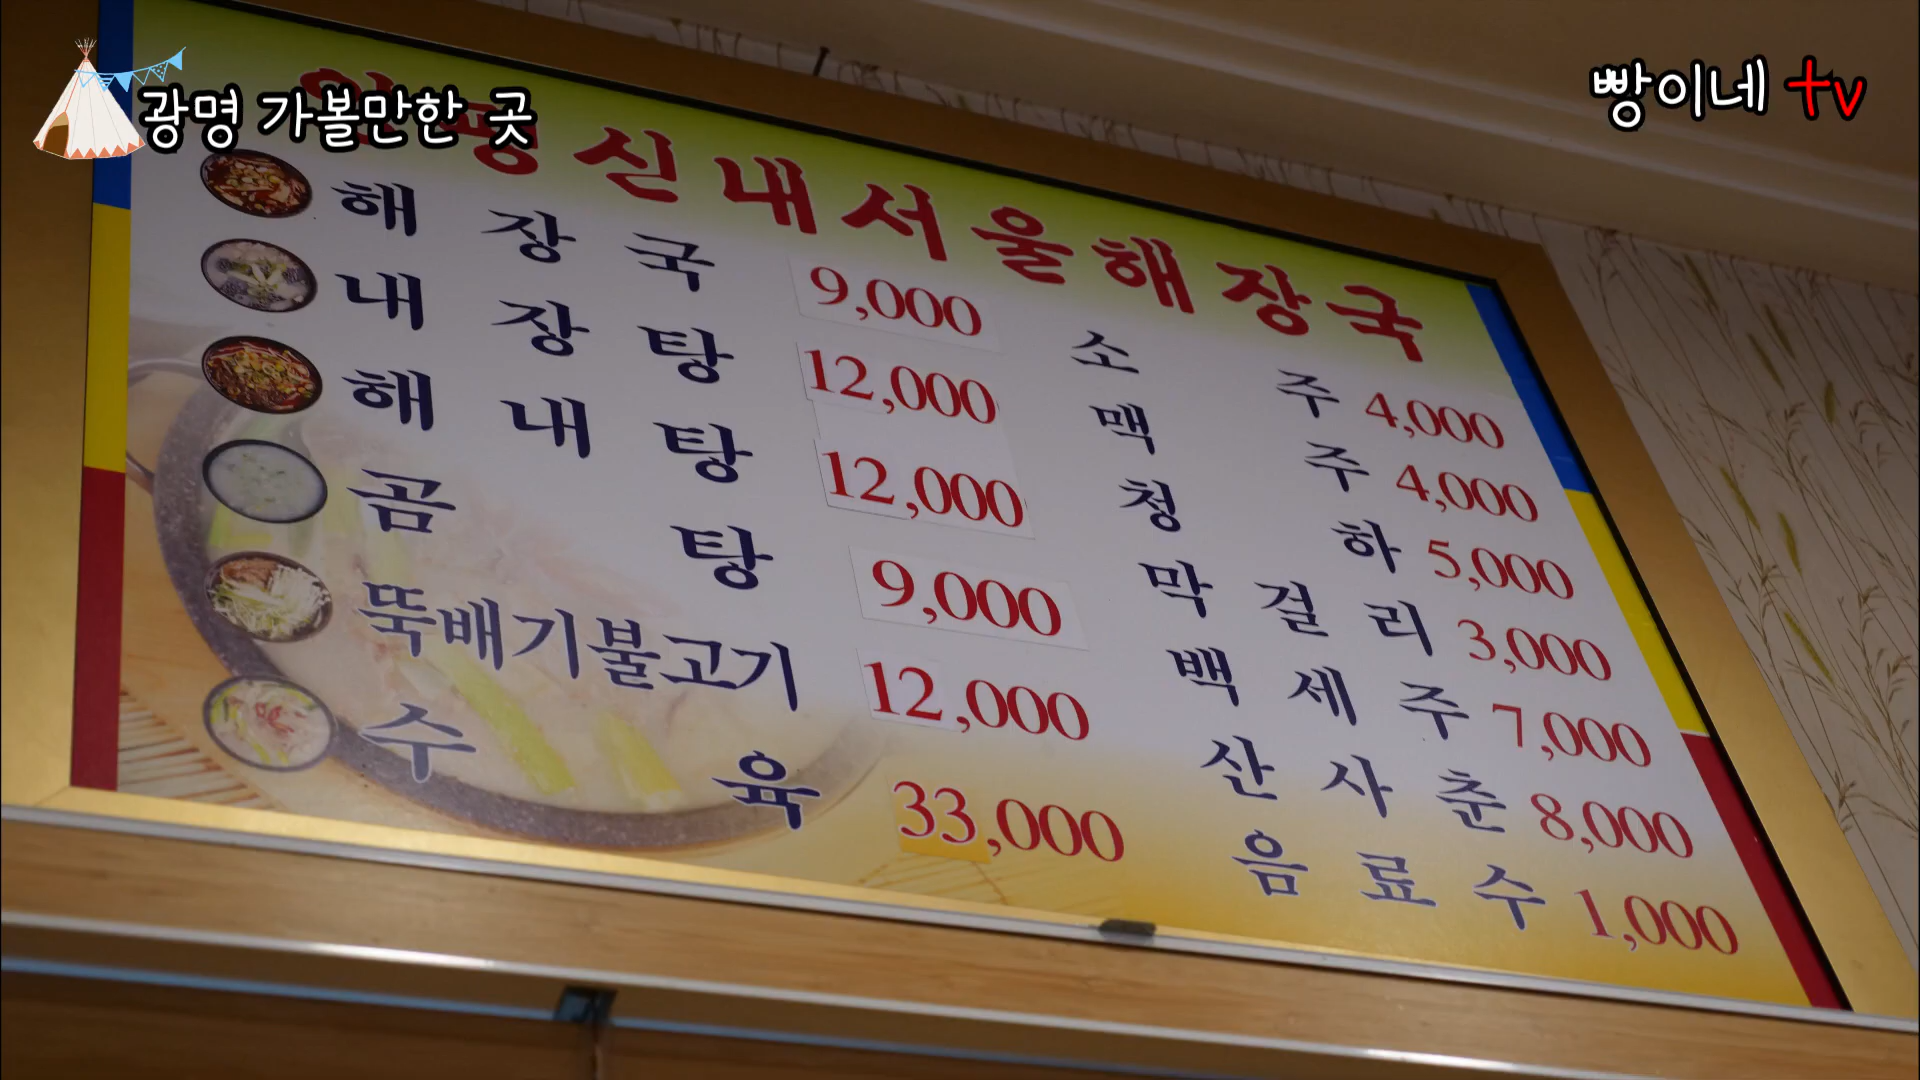 광명 가볼만한 곳
빵이네 tv
신내서울해장국
해장국 9,000
내장탕 12,000
해내탕 12,000
곰탕 9,000
뚝배기불고기 12,000
수육 33,000
소주 4,000
맥주 4,000
청하 5,000
막걸리 3,000
백세주 7,000
산사춘 8,000
음료수 1,000